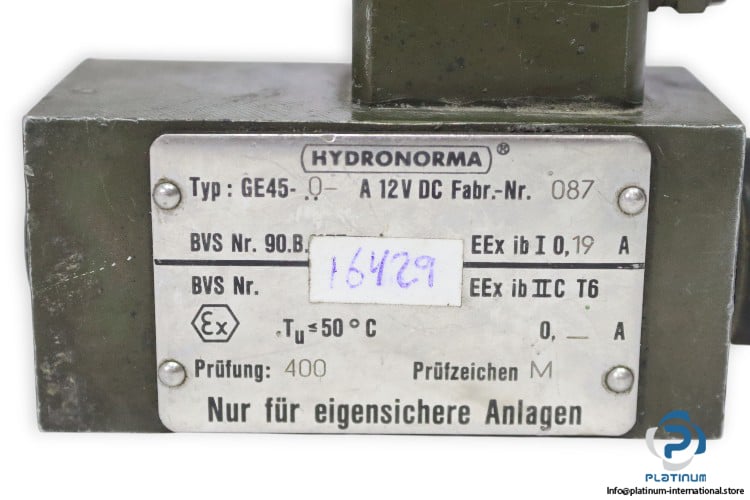 HYDRONORMA ®
Typ: GE45- 0- A 12V DC Fabr.-Nr. 087
BVS Nr. 90.B. EEx ib I 0,19 A
16429
BVS Nr. EEx ib IIC T6
Ex Tu ≤ 50°C 0, — A
Prüfung: 400 Prüfzeichen M
Nur für eigensichere Anlagen
PLATINUM
Info@platinum-international.store